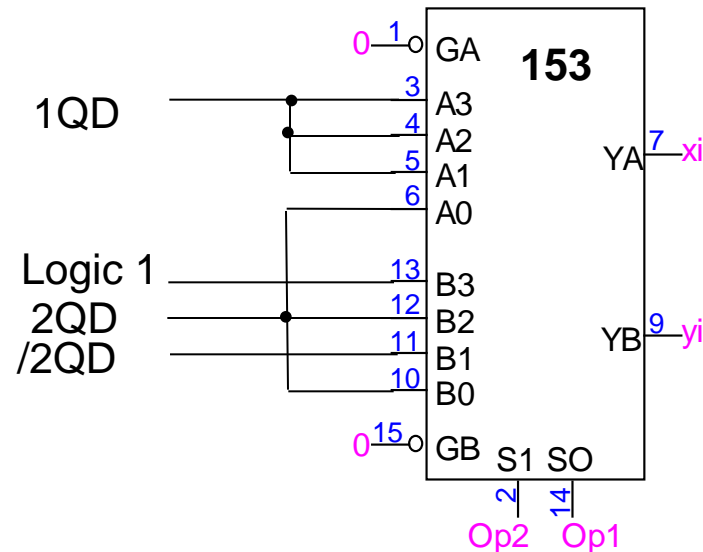 0 1 GA 153
1QD 3 A3
4 A2
5 A1 YA 7 xi
6 A0
Logic 1 13 B3
2QD 12 B2 YB 9 yi
/2QD 11 B1
10 B0
0 15 GB
S1 SO
2 14
Op2 Op1